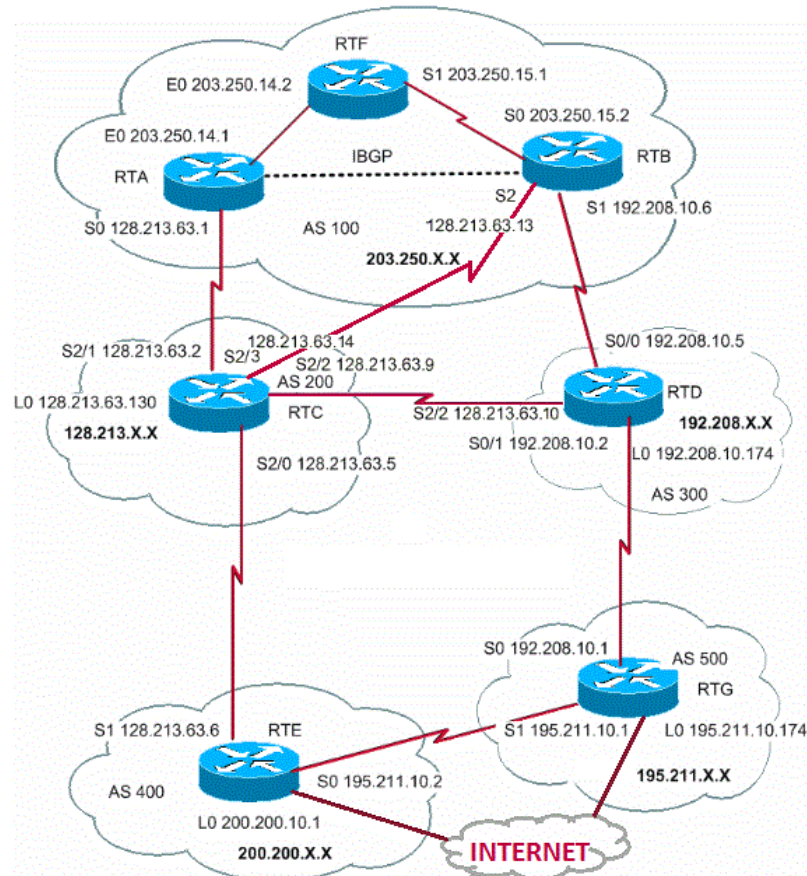 RTF
E0 203.250.14.2
S1 203.250.15.1
E0 203.250.14.1
S0 203.250.15.2
RTA
IBGP
RTB
S2
S0 128.213.63.1
AS 100
128.213.63.13
S1 192.208.10.6
203.250.X.X
S2/1 128.213.63.2
S2/3
128.213.63.14
S0/0 192.208.10.5
S2/2 128.213.63.9
AS 200
L0 128.213.63.130
RTC
RTD
128.213.X.X
S2/2 128.213.63.10
192.208.X.X
S0/1 192.208.10.2
L0 192.208.10.174
S2/0 128.213.63.5
AS 300
S0 192.208.10.1
AS 500
RTG
S1 128.213.63.6
RTE
S1 195.211.10.1
L0 195.211.10.174
S0 195.211.10.2
195.211.X.X
AS 400
L0 200.200.10.1
200.200.X.X
INTERNET